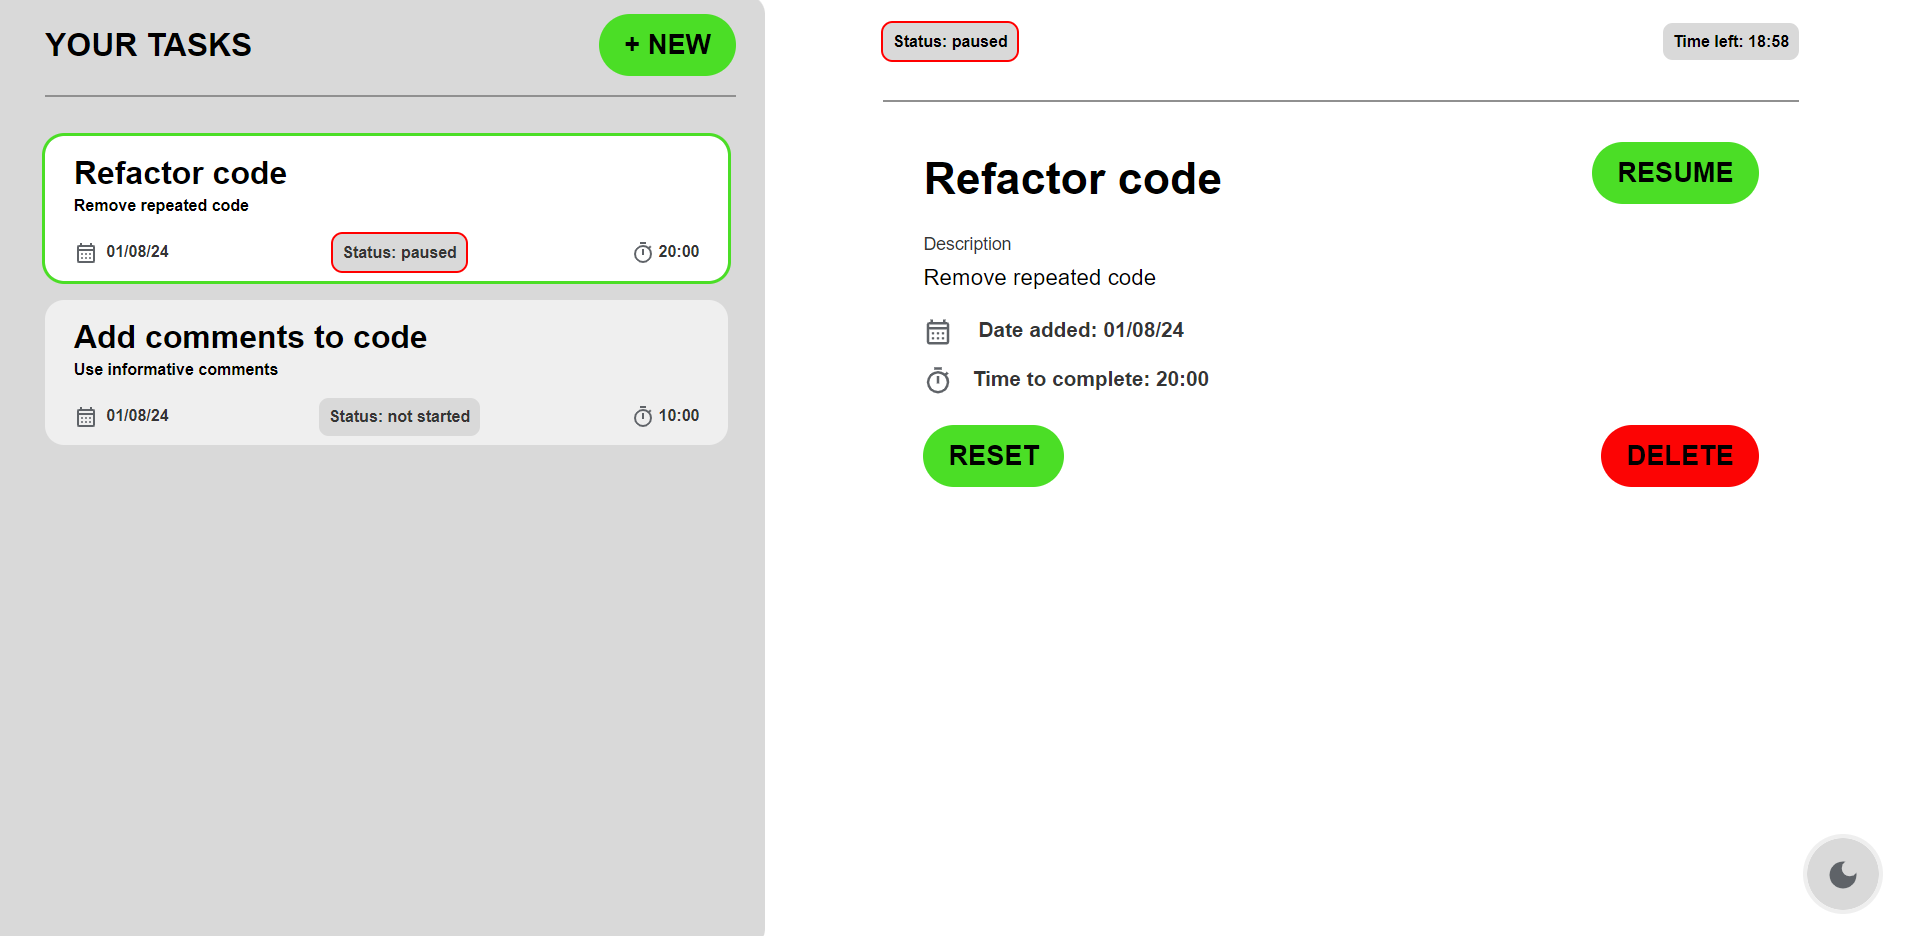 YOUR TASKS
+ NEW
Refactor code
Remove repeated code
01/08/24
Status: paused
20:00
Add comments to code
Use informative comments
01/08/24
Status: not started
10:00
Status: paused
Time left: 18:58
Refactor code
RESUME
Description
Remove repeated code
Date added: 01/08/24
Time to complete: 20:00
RESET
DELETE